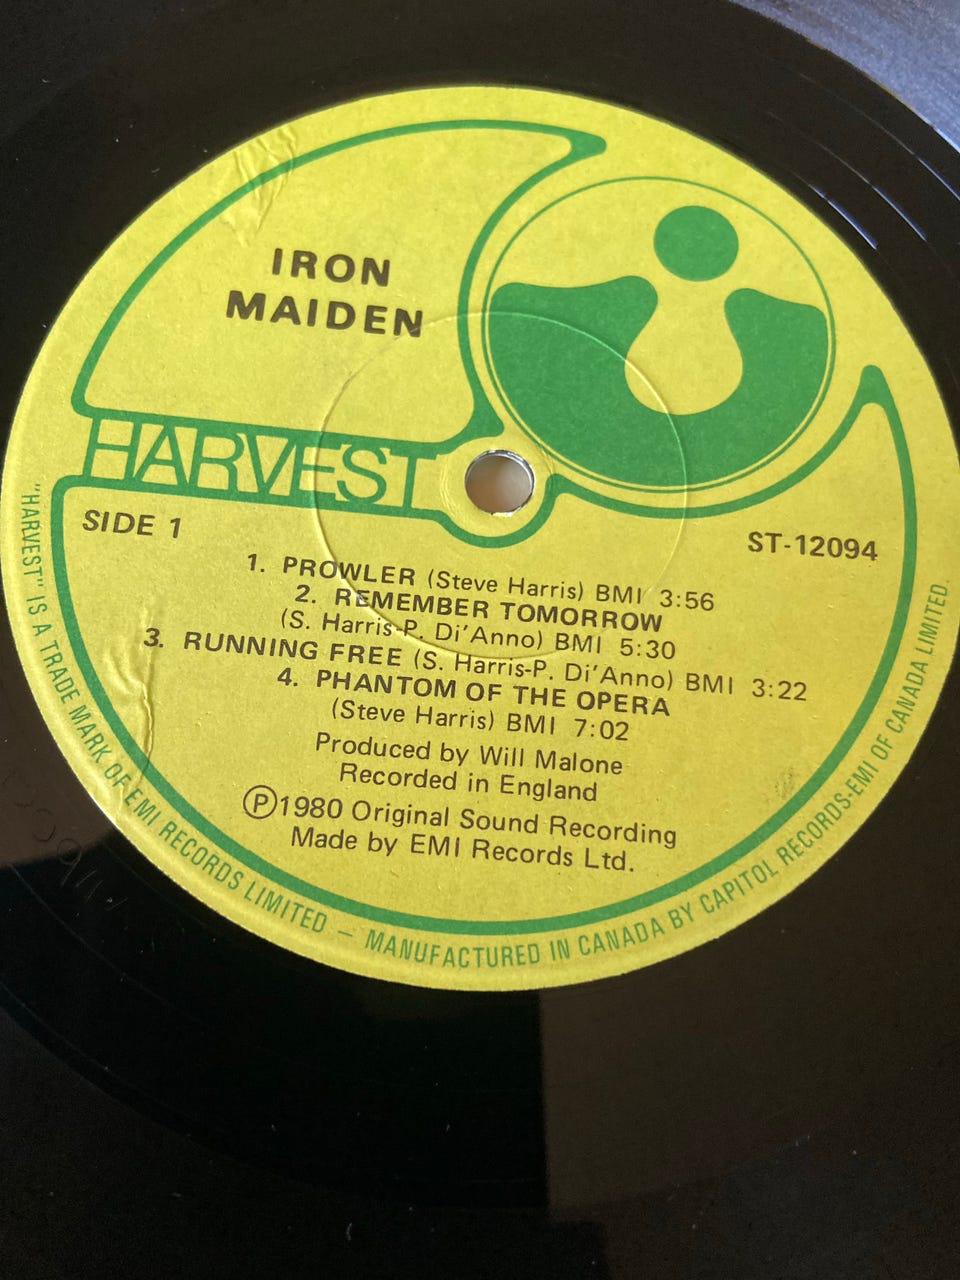 IRON
MAIDEN
HARVEST
SIDE 1
ST-12094
1. PROWLER (Steve Harris) BMI 3:56
2. REMEMBER TOMORROW
(S. Harris-P. Di'Anno) BMI 5:30
3. RUNNING FREE (S. Harris-P. Di'Anno) BMI 3:22
4. PHANTOM OF THE OPERA
(Steve Harris) BMI 7:02
Produced by Will Malone
Recorded in England
Ⓟ1980 Original Sound Recording
Made by EMI Records Ltd.
"HARVEST" IS A TRADE MARK OF EMI RECORDS LIMITED — MANUFACTURED IN CANADA BY CAPITOL RECORDS-EMI OF CANADA LIMITED.